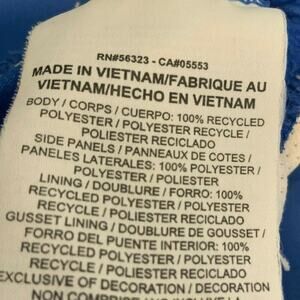 RN#56323 - CA#05553
MADE IN VIETNAM/FABRIQUE AU
VIETNAM/HECHO EN VIETNAM
BODY / CORPS / CUERPO: 100% RECYCLED
POLYESTER / POLYESTER RECYCLE /
POLIESTER RECICLADO
SIDE PANELS / PANNEAUX DE COTES /
PANELES LATERALES: 100% POLYESTER /
POLYESTER / POLIESTER
LINING / DOUBLURE / FORRO: 100%
RECYCLED POLYESTER / POLYESTER
RECYCLE / POLIESTER RECICLADO
GUSSET LINING / DOUBLURE DE GOUSSET /
FORRO DEL PUENTE INTERIOR: 100%
RECYCLED POLYESTER / POLYESTER
RECYCLE / POLIESTER RECICLADO
EXCLUSIVE OF DECORATION / DECORATION
NON COMPRISE